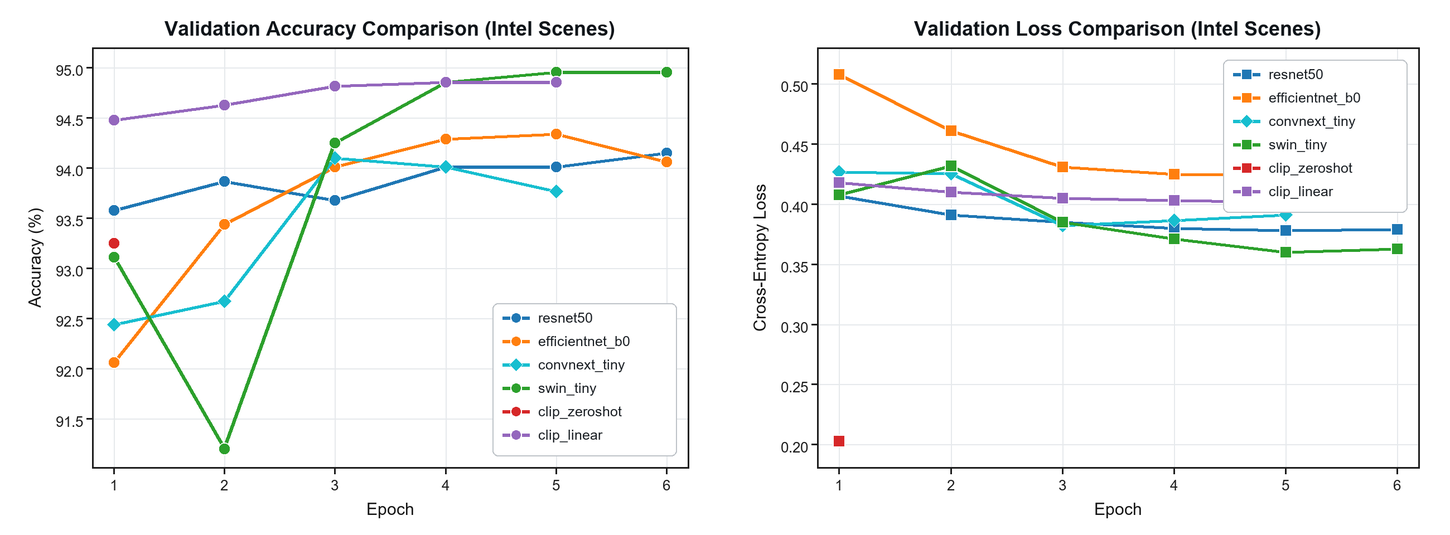 Validation Accuracy Comparison (Intel Scenes)
Accuracy (%)
95.0
94.5
94.0
93.5
93.0
92.5
92.0
91.5
1 2 3 4 5 6
Epoch
resnet50
efficientnet_b0
convnext_tiny
swin_tiny
clip_zeroshot
clip_linear
Validation Loss Comparison (Intel Scenes)
Cross-Entropy Loss
0.50
0.45
0.40
0.35
0.30
0.25
0.20
1 2 3 4 5 6
Epoch
resnet50
efficientnet_b0
convnext_tiny
swin_tiny
clip_zeroshot
clip_linear